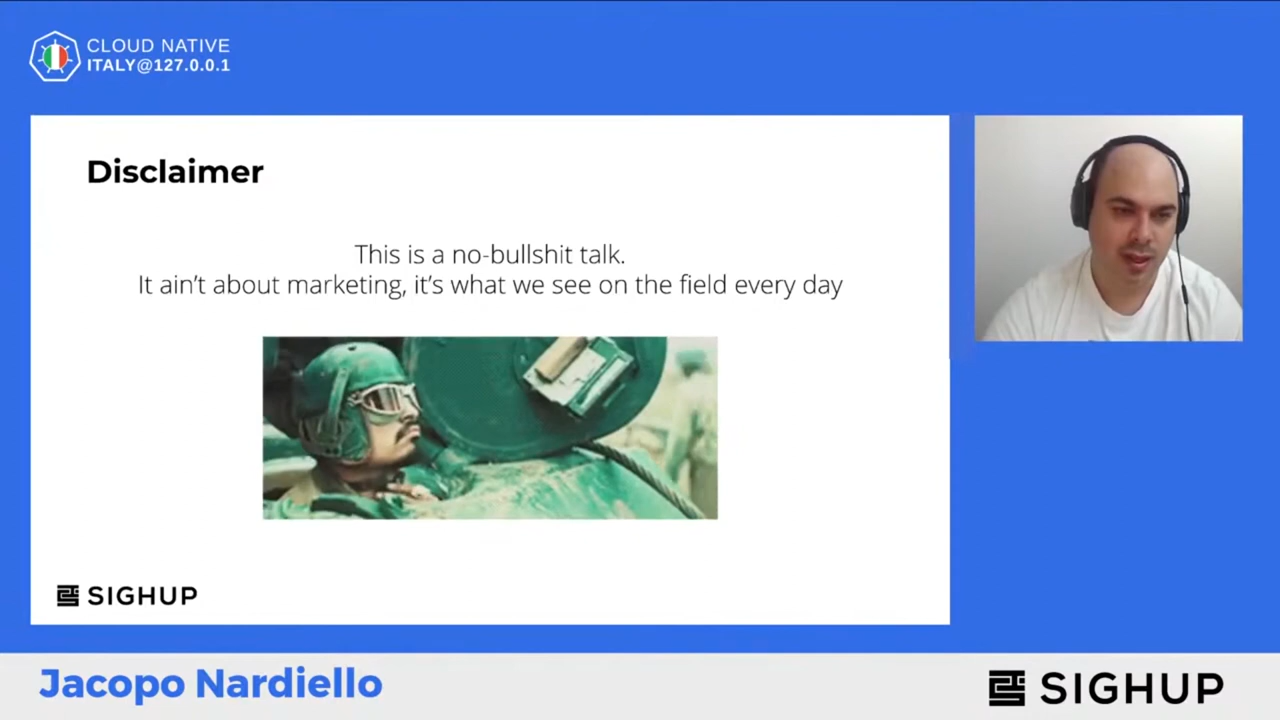 CLOUD NATIVE
ITALY@127.0.0.1
Disclaimer
This is a no-bullshit talk.
It ain't about marketing, it's what we see on the field every day
SIGHUP
Jacopo Nardiello
SIGHUP